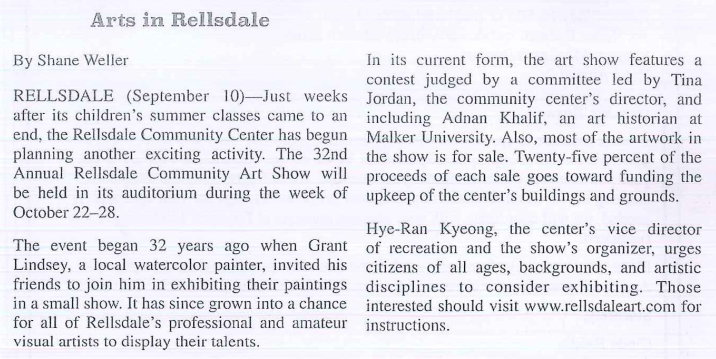 Arts in Rellsdale
By Shane Weller
RELLSDALE (September 10)—Just weeks
after its children's summer classes came to an
end, the Rellsdale Community Center has begun
planning another exciting activity. The 32nd
Annual Rellsdale Community Art Show will
be held in its auditorium during the week of
October 22–28.
The event began 32 years ago when Grant
Lindsey, a local watercolor painter, invited his
friends to join him in exhibiting their paintings
in a small show. It has since grown into a chance
for all of Rellsdale's professional and amateur
visual artists to display their talents.
In its current form, the art show features a
contest judged by a committee led by Tina
Jordan, the community center's director, and
including Adnan Khalif, an art historian at
Malker University. Also, most of the artwork in
the show is for sale. Twenty-five percent of the
proceeds of each sale goes toward funding the
upkeep of the center's buildings and grounds.
Hye-Ran Kyeong, the center's vice director
of recreation and the show's organizer, urges
citizens of all ages, backgrounds, and artistic
disciplines to consider exhibiting. Those
interested should visit www.rellsdaleart.com for
instructions.